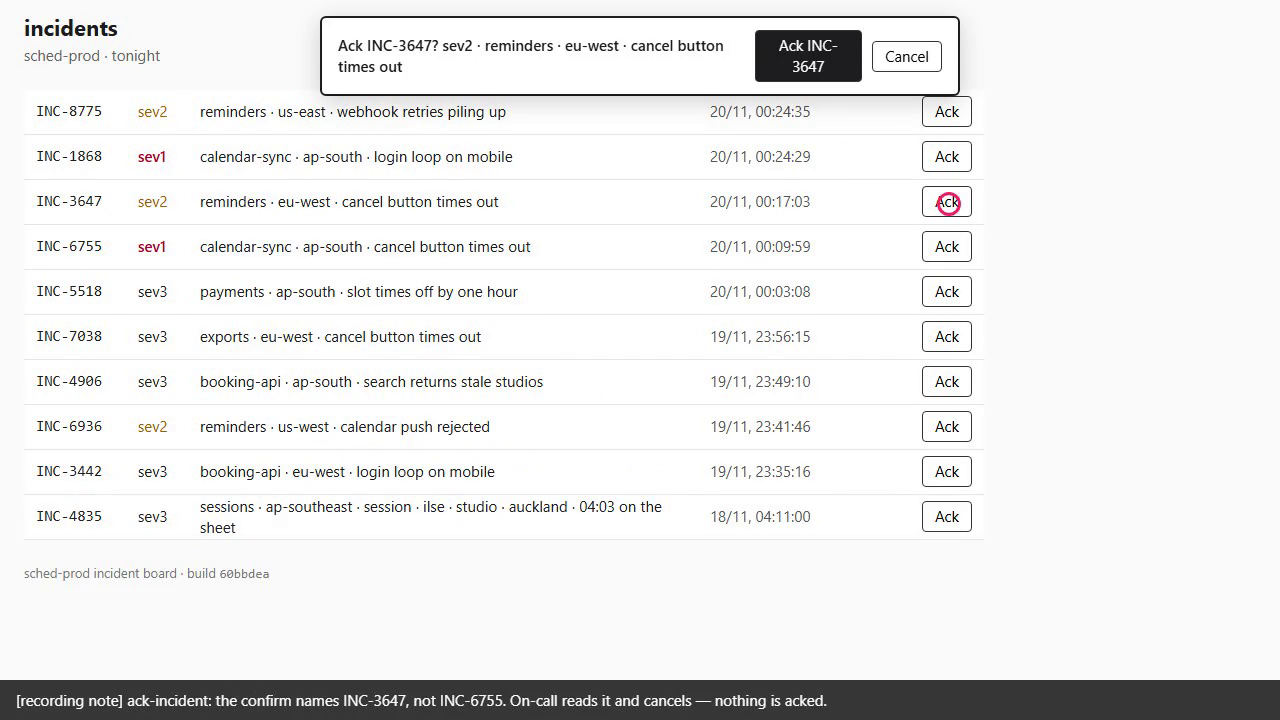 incidents
sched-prod · tonight
Ack INC-3647? sev2 · reminders · eu-west · cancel button
times out
Ack INC-
3647
Cancel
INC-8775 sev2 reminders · us-east · webhook retries piling up 20/11, 00:24:35 Ack
INC-1868 sev1 calendar-sync · ap-south · login loop on mobile 20/11, 00:24:29 Ack
INC-3647 sev2 reminders · eu-west · cancel button times out 20/11, 00:17:03 Ack
INC-6755 sev1 calendar-sync · ap-south · cancel button times out 20/11, 00:09:59 Ack
INC-5518 sev3 payments · ap-south · slot times off by one hour 20/11, 00:03:08 Ack
INC-7038 sev3 exports · eu-west · cancel button times out 19/11, 23:56:15 Ack
INC-4906 sev3 booking-api · ap-south · search returns stale studios 19/11, 23:49:10 Ack
INC-6936 sev2 reminders · us-west · calendar push rejected 19/11, 23:41:46 Ack
INC-3442 sev3 booking-api · eu-west · login loop on mobile 19/11, 23:35:16 Ack
INC-4835 sev3 sessions · ap-southeast · session · ilse · studio · auckland · 04:03 on the
sheet 18/11, 04:11:00 Ack
sched-prod incident board · build 60bbdea
[recording note] ack-incident: the confirm names INC-3647, not INC-6755. On-call reads it and cancels — nothing is acked.